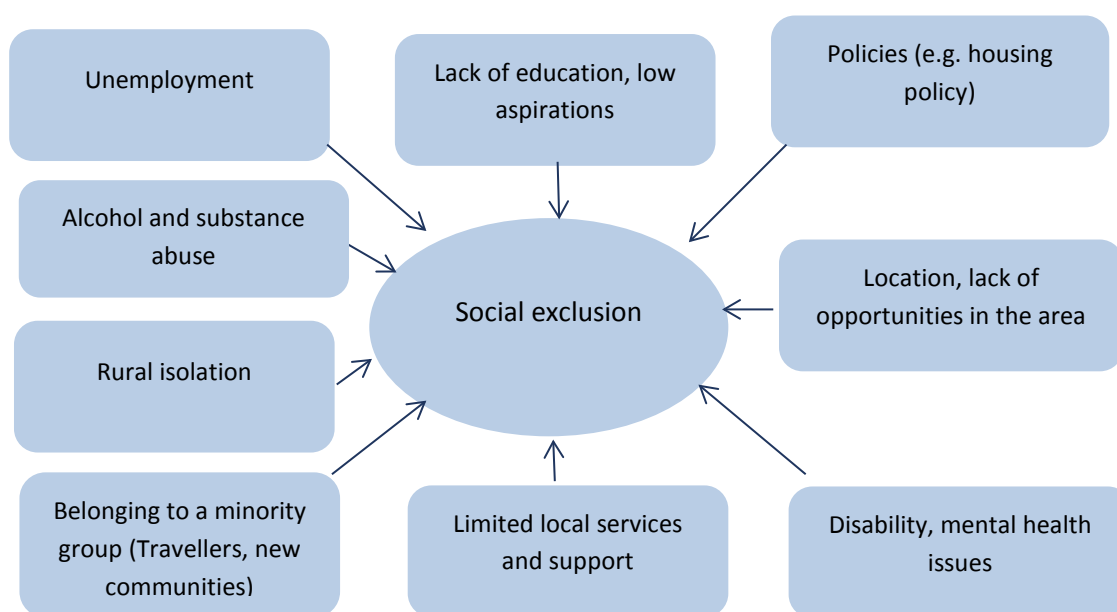 Unemployment
Lack of education, low
aspirations
Policies (e.g. housing
policy)
Alcohol and substance
abuse
Social exclusion
Location, lack of
opportunities in the area
Rural isolation
Belonging to a minority
group (Travellers, new
communities)
Limited local services
and support
Disability, mental health
issues